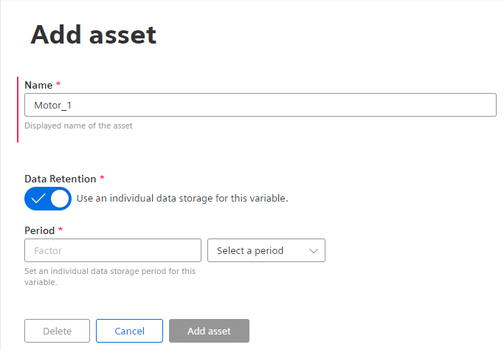 Add asset
Name *
Motor_1
Displayed name of the asset
Data Retention *
Use an individual data storage for this variable.
Period *
Factor
Select a period
Set an individual data storage period for this
variable.
Delete
Cancel
Add asset